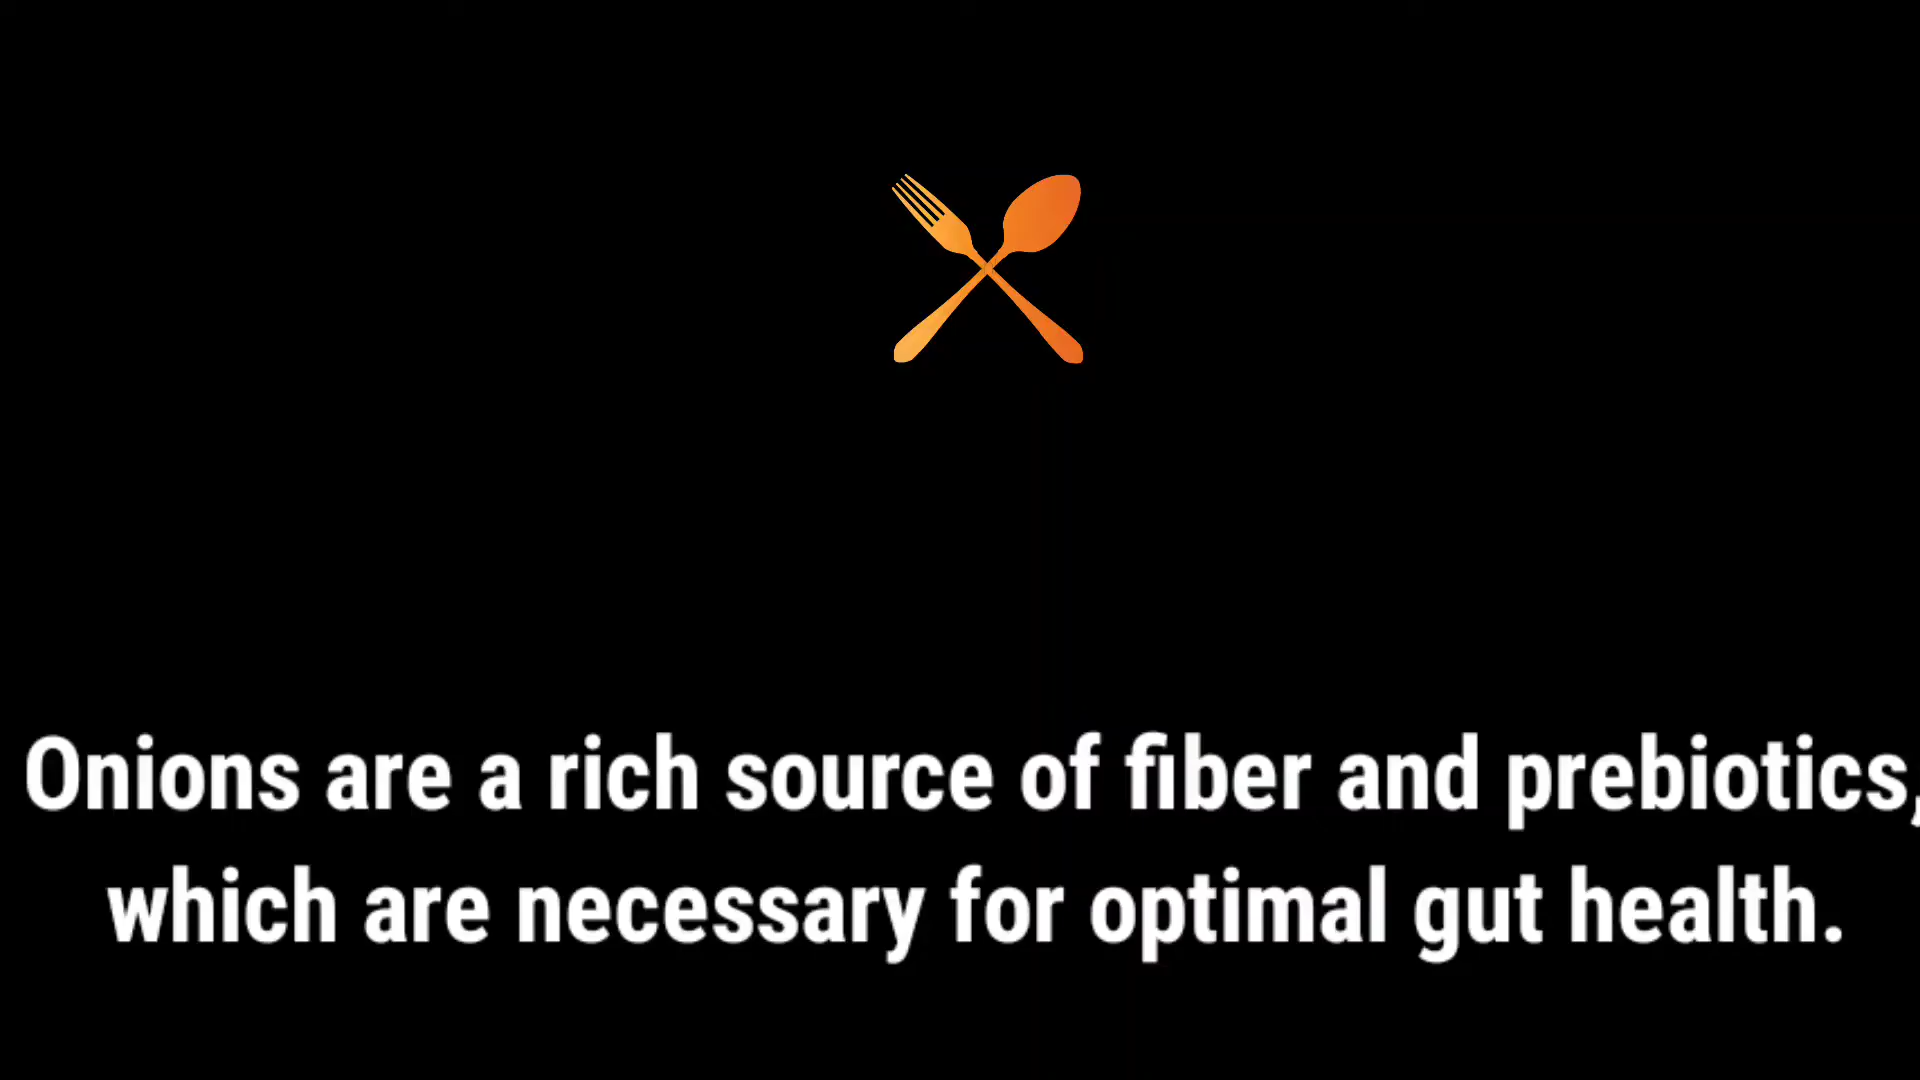 Onions are a rich source of fiber and prebiotics,
which are necessary for optimal gut health.